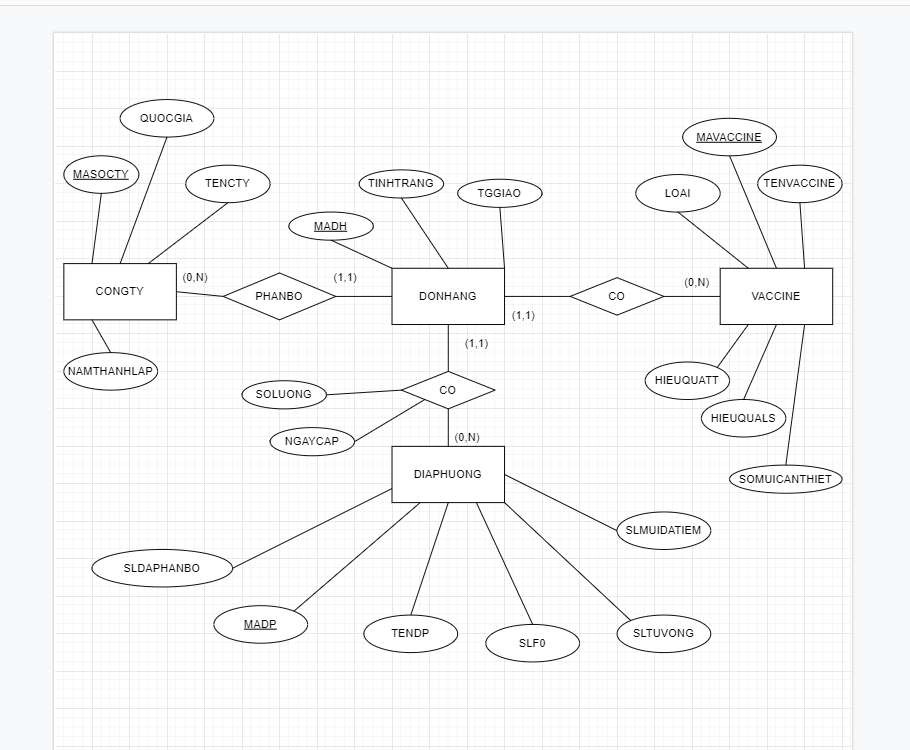 QUOCGIA
MAVACCINE
MASOCTY
TENCTY
TINHTRANG
TGGIAO
LOAI
TENVACCINE
MADH
(0,N)
(1,1)
(0,N)
CONGTY
PHANBO
DONHANG
CO
VACCINE
(1,1)
(1,1)
NAMTHANHLAP
HIEUQUATT
SOLUONG
CO
HIEUQUALS
NGAYCAP
(0,N)
DIAPHUONG
SOMUICANTHIET
SLMUIDATIEM
SLDAPHANBO
MADP
TENDP
SLF0
SLTUVONG